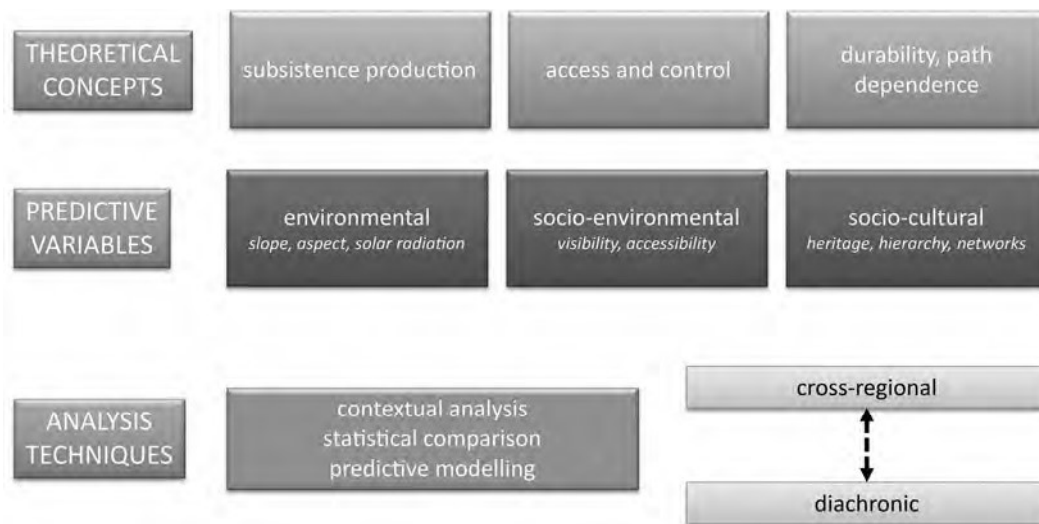 THEORETICAL
CONCEPTS
subsistence production
access and control
durability, path
dependence
PREDICTIVE
VARIABLES
environmental
slope, aspect, solar radiation
socio-environmental
visibility, accessibility
socio-cultural
heritage, hierarchy, networks
ANALYSIS
TECHNIQUES
contextual analysis
statistical comparison
predictive modelling
cross-regional
diachronic